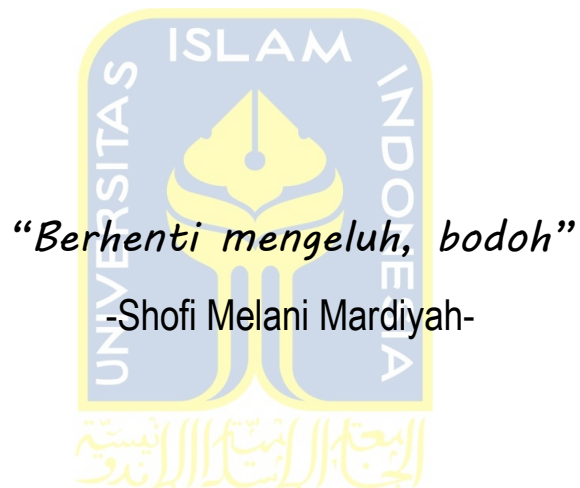 ISLAM
UNIVERSITAS
INDONESIA
“Berhenti mengeluh, bodoh”
-Shofi Melani Mardiyah-